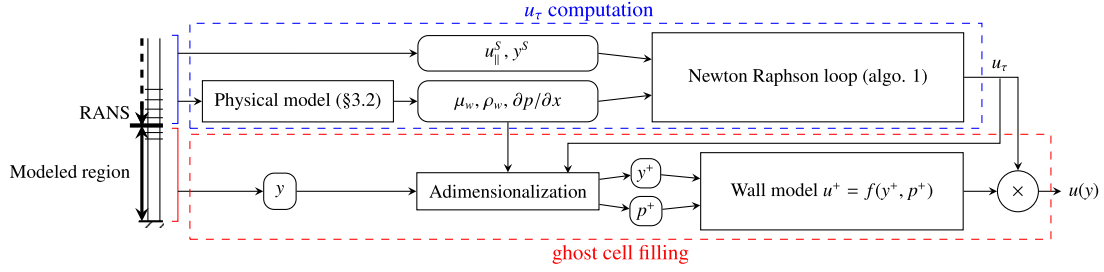 u_τ computation
u_∥^S, y^S
Newton Raphson loop (algo. 1)
u_τ
Physical model (§3.2)
μ_w, ρ_w, ∂p/∂x
RANS
Modeled region
y
Adimensionalization
y^+
p^+
Wall model u^+ = f(y^+, p^+)
×
u(y)
ghost cell filling